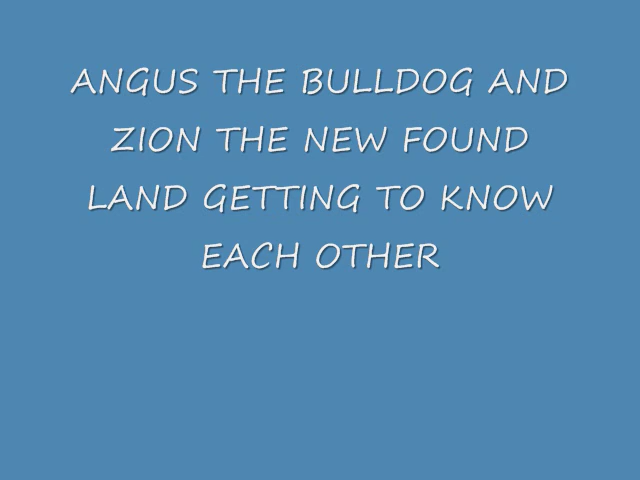 ANGUS THE BULLDOG AND
ZION THE NEW FOUND
LAND GETTING TO KNOW
EACH OTHER